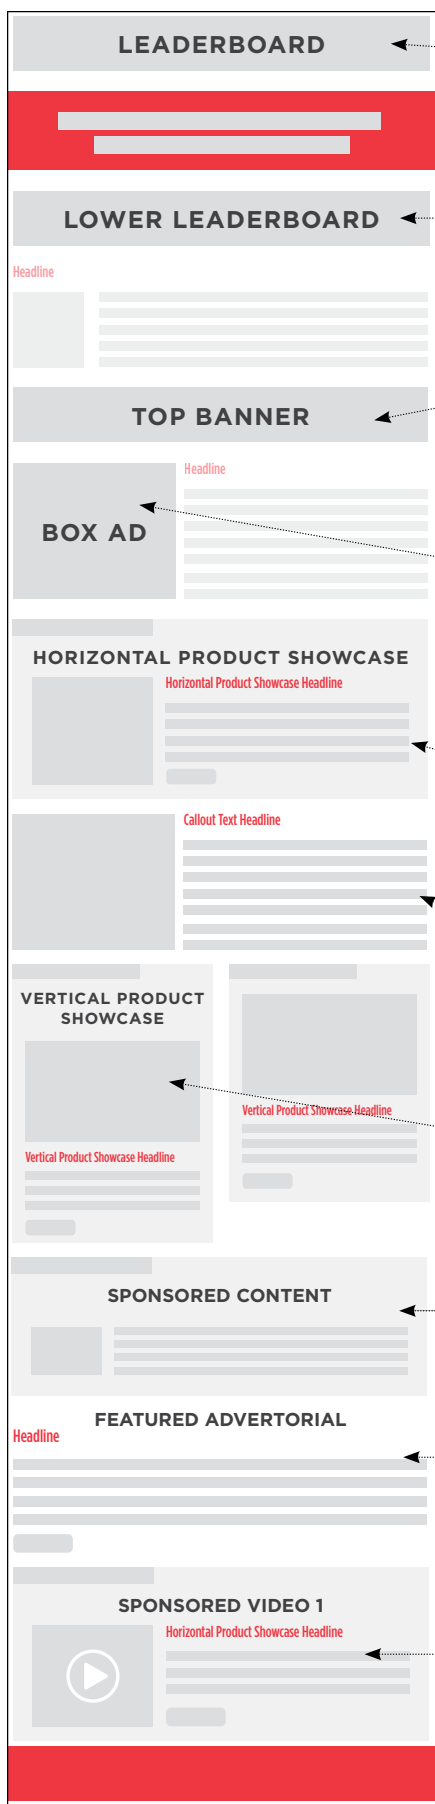 LEADERBOARD
LOWER LEADERBOARD
Headline
TOP BANNER
BOX AD
Headline
HORIZONTAL PRODUCT SHOWCASE
Horizontal Product Showcase Headline
Callout Text Headline
VERTICAL PRODUCT
SHOWCASE
Vertical Product Showcase Headline
Vertical Product Showcase Headline
SPONSORED CONTENT
FEATURED ADVERTORIAL
Headline
SPONSORED VIDEO 1
Horizontal Product Showcase Headline